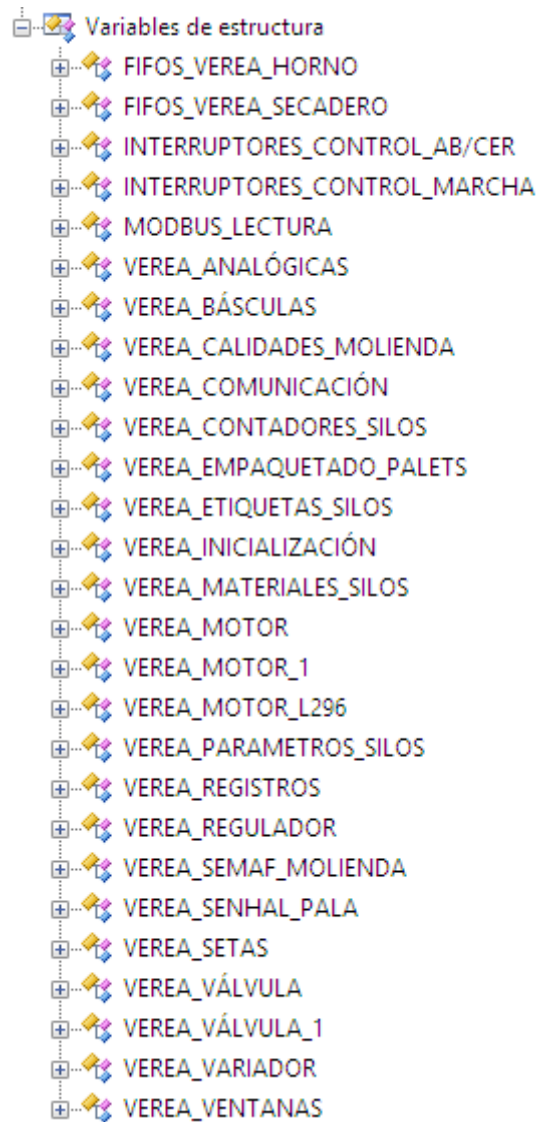 Variables de estructura
FIFOS_VEREA_HORNO
FIFOS_VEREA_SECADERO
INTERRUPTORES_CONTROL_AB/CER
INTERRUPTORES_CONTROL_MARCHA
MODBUS_LECTURA
VEREA_ANALÓGICAS
VEREA_BÁSCULAS
VEREA_CALIDADES_MOLIENDA
VEREA_COMUNICACIÓN
VEREA_CONTADORES_SILOS
VEREA_EMPAQUETADO_PALETS
VEREA_ETIQUETAS_SILOS
VEREA_INICIALIZACIÓN
VEREA_MATERIALES_SILOS
VEREA_MOTOR
VEREA_MOTOR_1
VEREA_MOTOR_L296
VEREA_PARAMETROS_SILOS
VEREA_REGISTROS
VEREA_REGULADOR
VEREA_SEMAF_MOLIENDA
VEREA_SENHAL_PALA
VEREA_SETAS
VEREA_VÁLVULA
VEREA_VÁLVULA_1
VEREA_VARIADOR
VEREA_VENTANAS